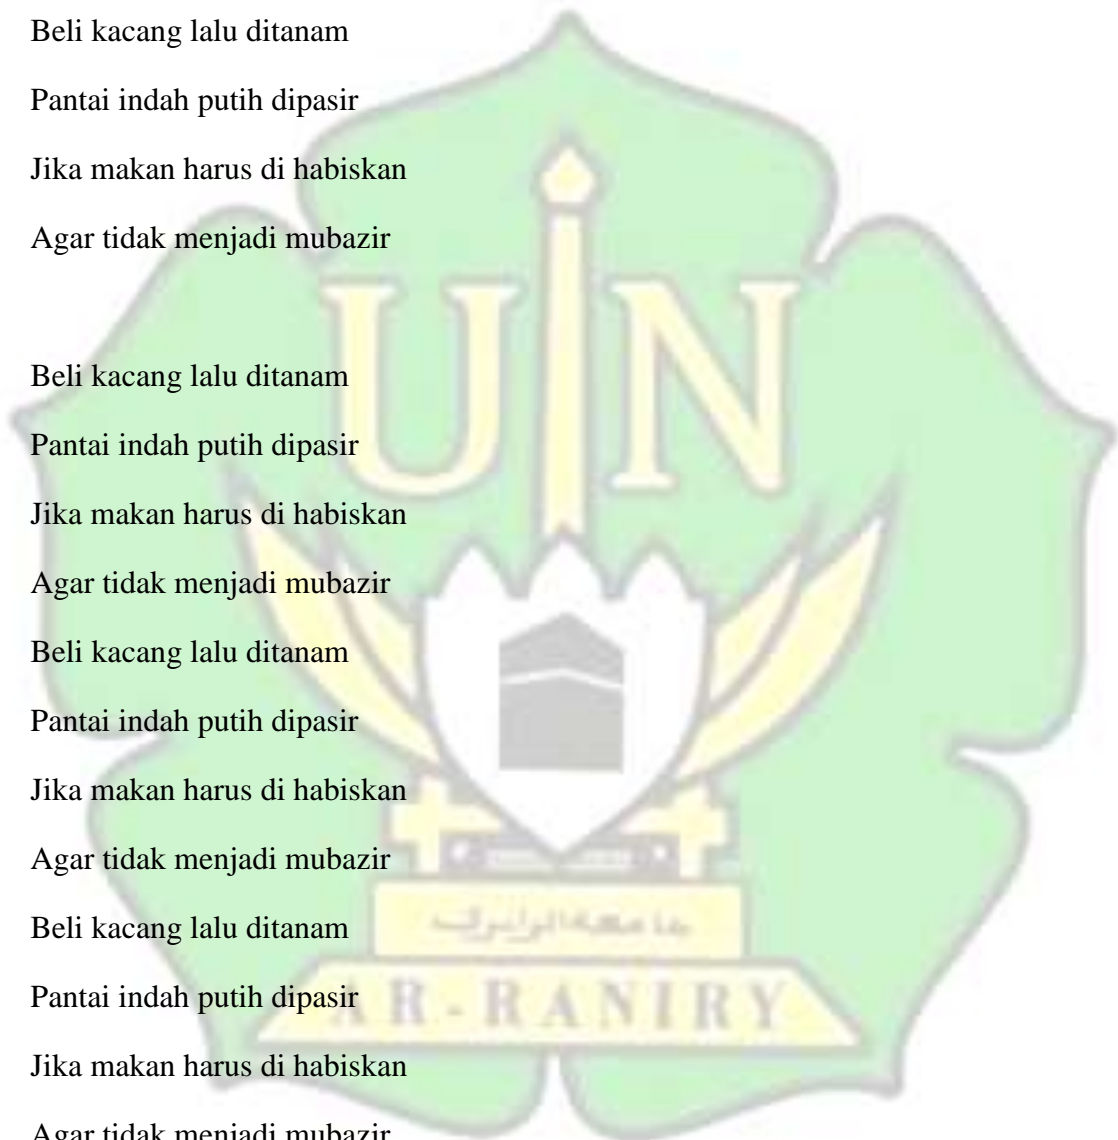 Beli kacang lalu ditanam
Pantai indah putih dipasir
Jika makan harus di habiskan
Agar tidak menjadi mubazir
Beli kacang lalu ditanam
Pantai indah putih dipasir
Jika makan harus di habiskan
Agar tidak menjadi mubazir
Beli kacang lalu ditanam
Pantai indah putih dipasir
Jika makan harus di habiskan
Agar tidak menjadi mubazir
Beli kacang lalu ditanam
Pantai indah putih dipasir
Jika makan harus di habiskan
Agar tidak menjadi mubazir
UIN
جامعة الرانيري
AR-RANIRY